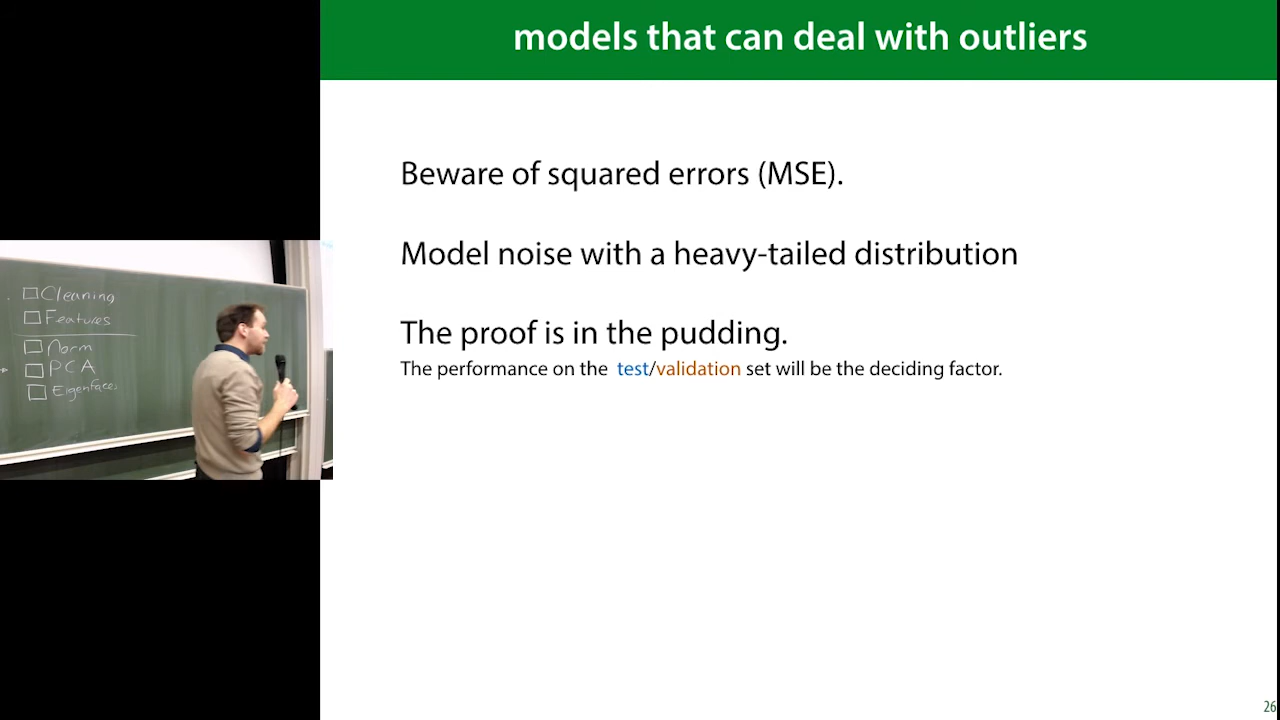 models that can deal with outliers
Beware of squared errors (MSE).
Model noise with a heavy-tailed distribution
The proof is in the pudding.
The performance on the test/validation set will be the deciding factor.
Cleaning
Features
Norm
PCA
Eigenfaces
26